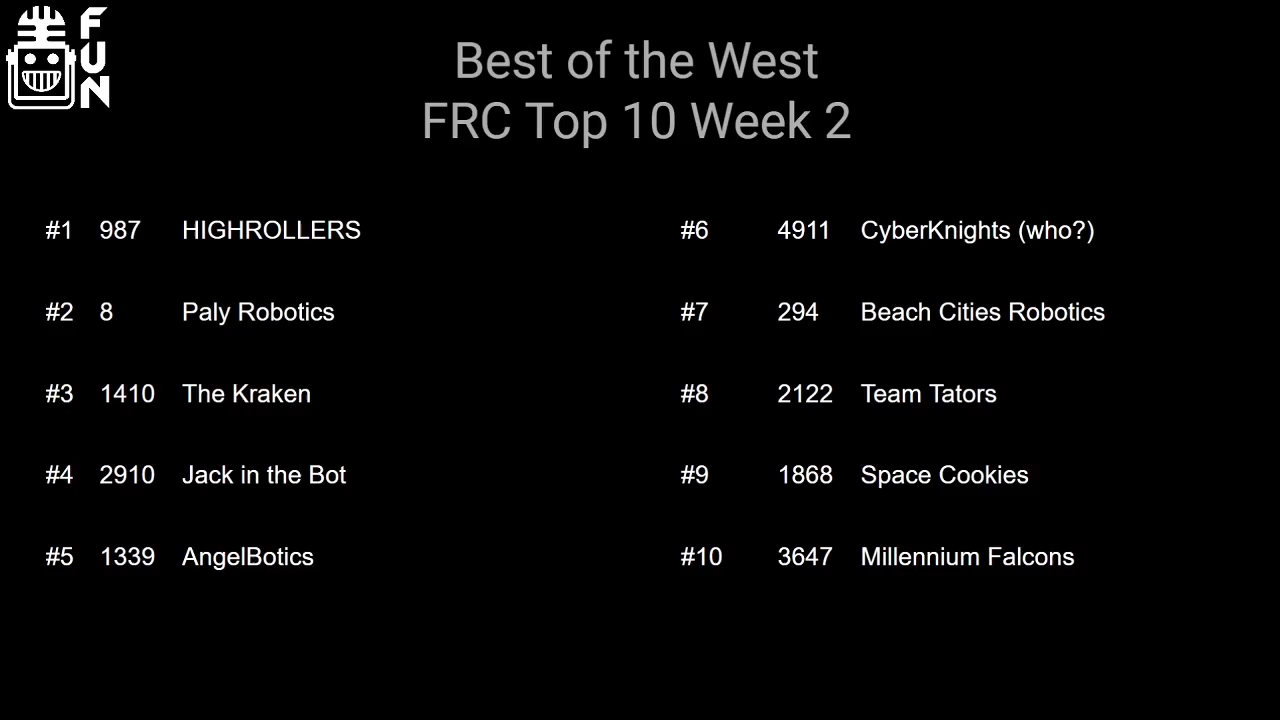 FUN
Best of the West
FRC Top 10 Week 2
#1 987 HIGHROLLERS
#2 8 Paly Robotics
#3 1410 The Kraken
#4 2910 Jack in the Bot
#5 1339 AngelBotics
#6 4911 CyberKnights (who?)
#7 294 Beach Cities Robotics
#8 2122 Team Tators
#9 1868 Space Cookies
#10 3647 Millennium Falcons